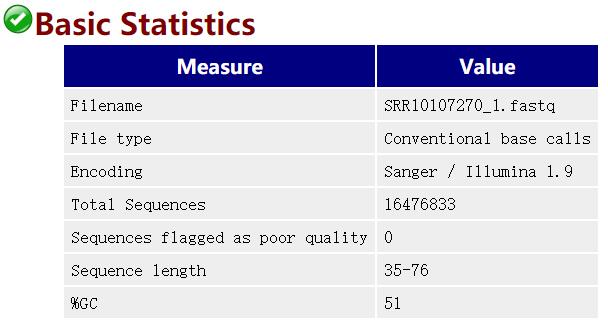 Basic Statistics
Measure Value
Filename SRR10107270_1.fastq
File type Conventional base calls
Encoding Sanger / Illumina 1.9
Total Sequences 16476833
Sequences flagged as poor quality 0
Sequence length 35-76
%GC 51